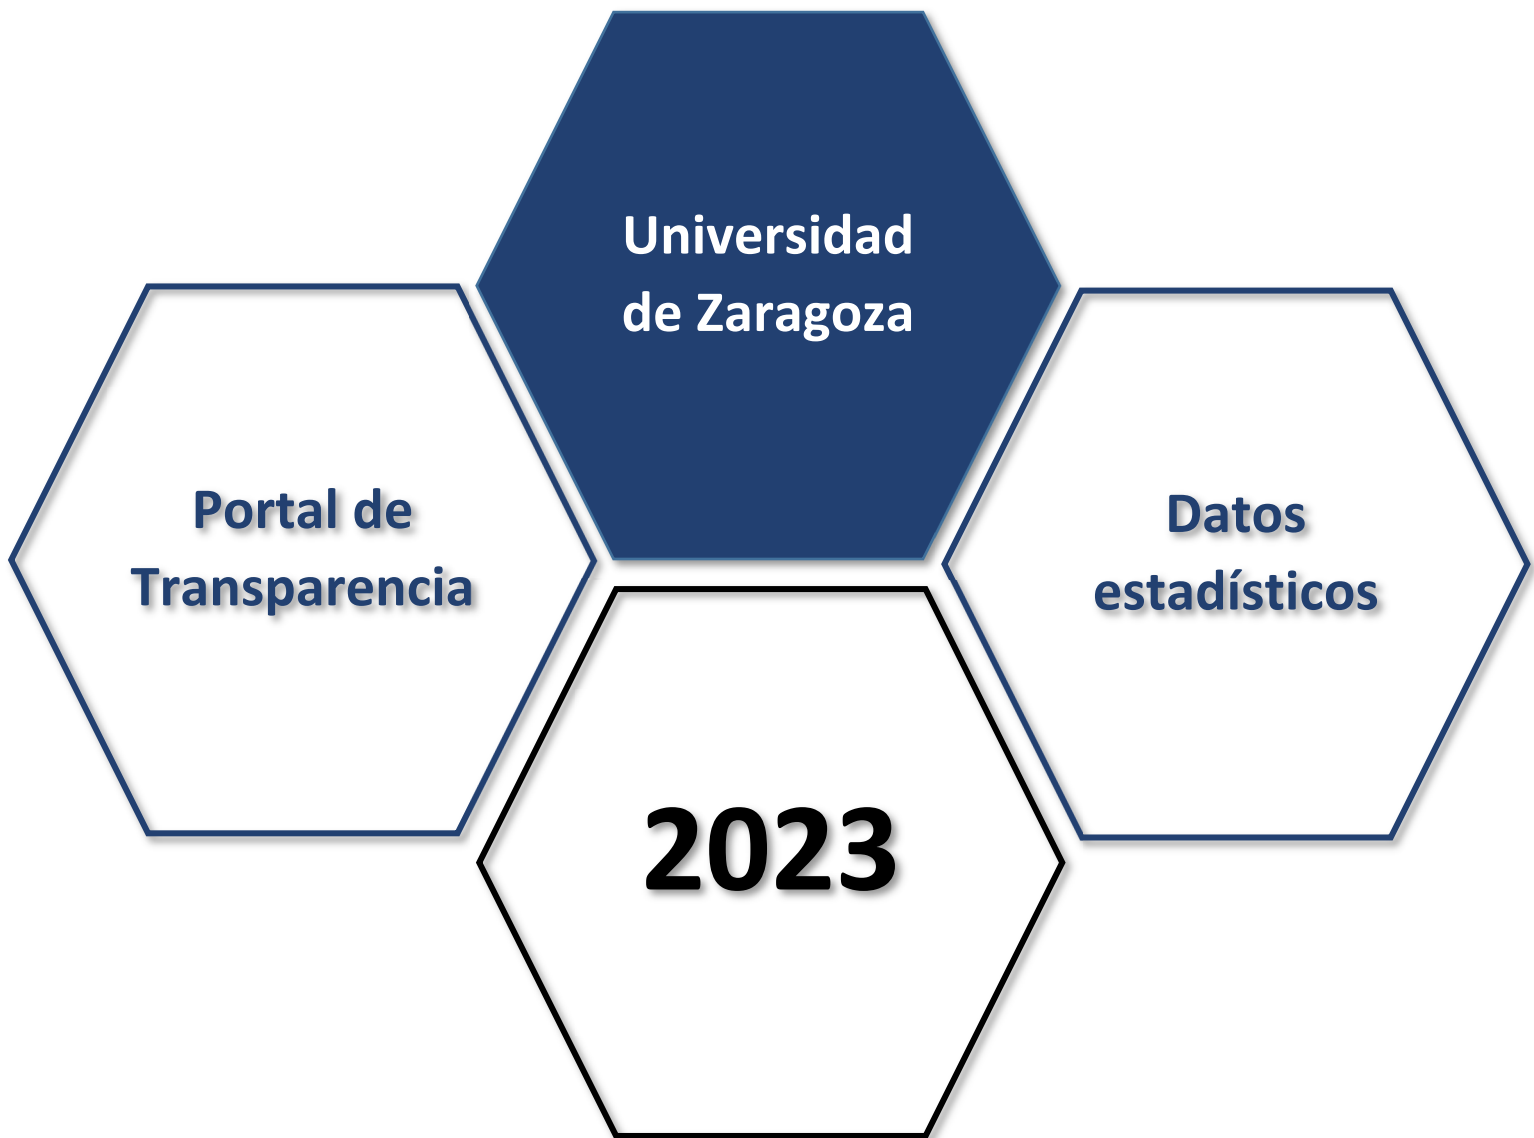 Universidad
de Zaragoza
Portal de
Transparencia
Datos
estadísticos
2023